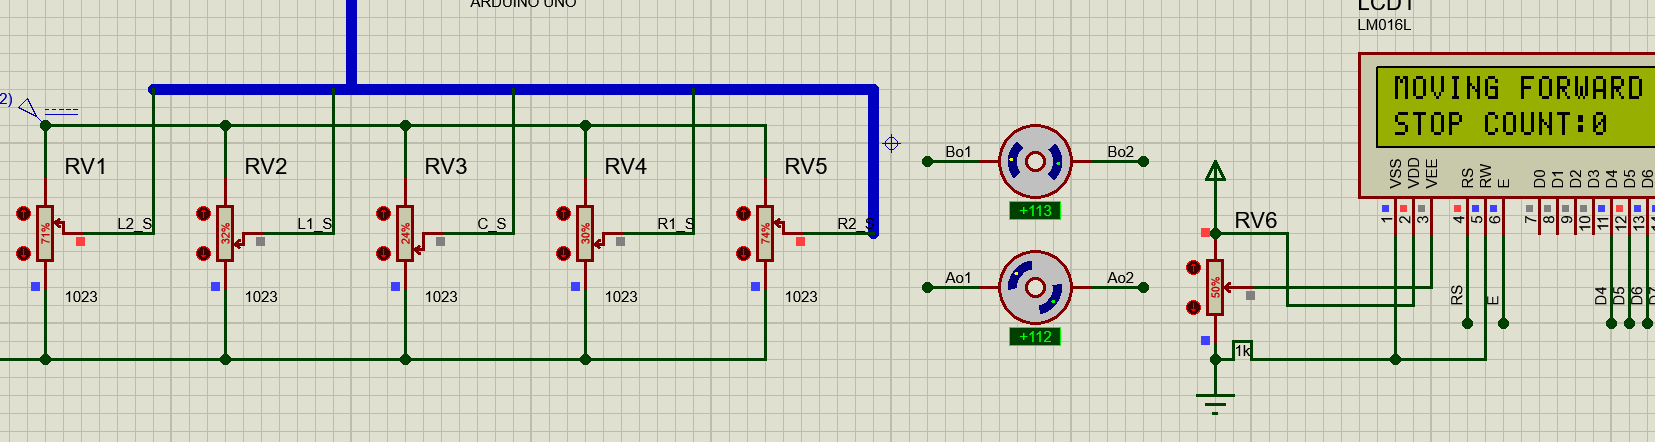 ARDUINO UNO
LCD1
LM016L
2)
MOVING FORWARD
STOP COUNT:0
RV1
RV2
RV3
RV4
RV5
Bo1
Bo2
+113
L2_S
L1_S
C_S
R1_S
R2_S
71%
32%
24%
30%
74%
1023
1023
1023
1023
1023
Ao1
Ao2
+112
RV6
50%
1k
VSS
VDD
VEE
RS
RW
E
D0
D1
D2
D3
D4
D5
D6
1
2
3
4
5
6
7
8
9
10
11
12
13
14
RS
E
D4
D5
D6
D7